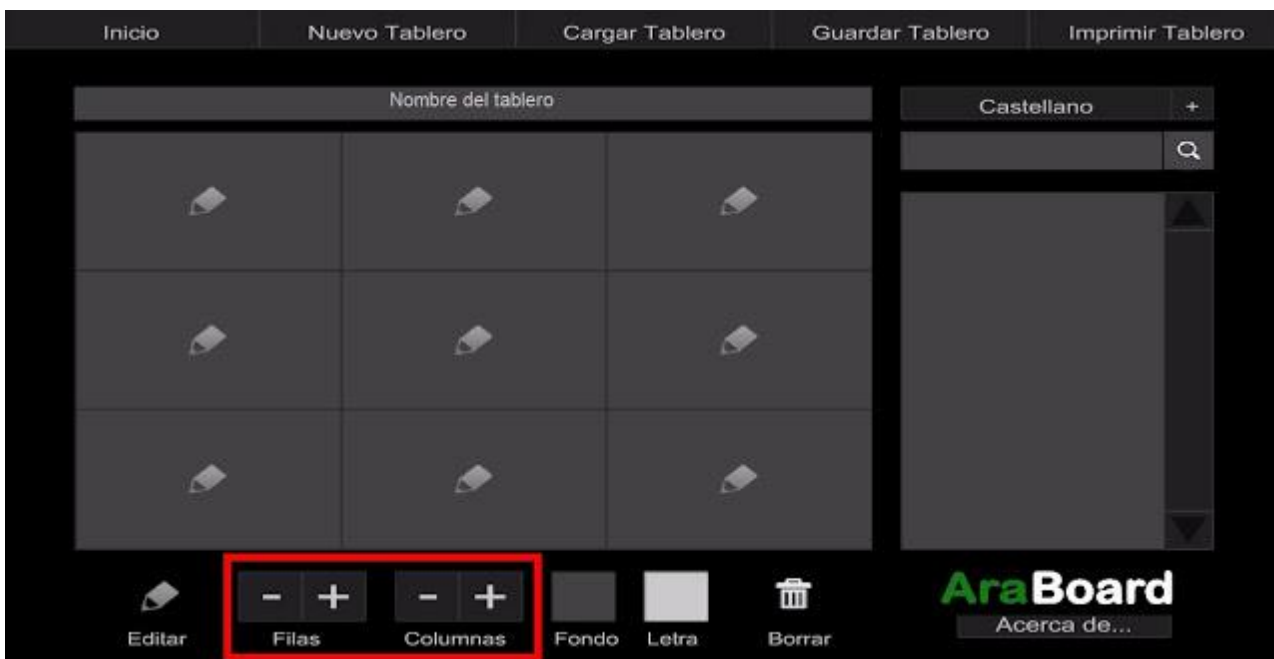 Inicio
Nuevo Tablero
Cargar Tablero
Guardar Tablero
Imprimir Tablero
Nombre del tablero
Castellano +
- +
- +
Editar
Filas
Columnas
Fondo
Letra
Borrar
AraBoard
Acerca de...